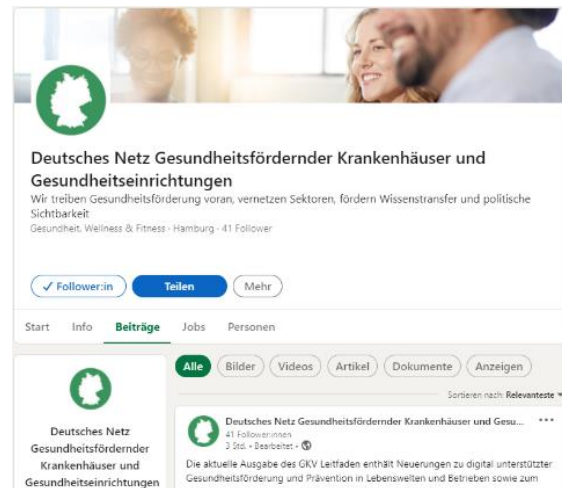 Deutsches Netz Gesundheitsfördernder Krankenhäuser und
Gesundheitseinrichtungen
Wir treiben Gesundheitsförderung voran, vernetzen Sektoren, fördern Wissenstransfer und politische
Sichtbarkeit
Gesundheit, Wellness & Fitness · Hamburg · 41 Follower
✓ Follower:in Teilen Mehr
Start Info Beiträge Jobs Personen
Alle Bilder Videos Artikel Dokumente Anzeigen
Sortieren nach: Relevanteste
Deutsches Netz
Gesundheitsfördernder
Krankenhäuser und
Gesundheitseinrichtungen
Deutsches Netz Gesundheitsfördernder Krankenhäuser und Gesu... •••
41 Follower:innen
3 Std. • Bearbeitet •
Die aktuelle Ausgabe des GKV Leitfaden enthält Neuerungen zu digital unterstützter
Gesundheitsförderung und Prävention in Lebenswelten und Betrieben sowie zum